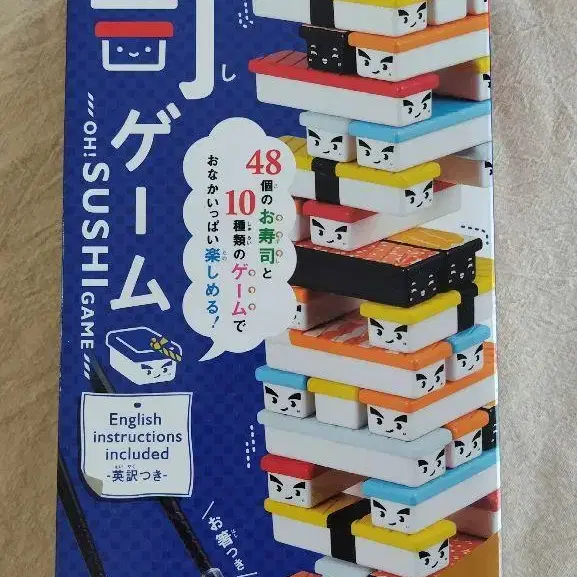 司
し
ゲーム
OH! SUSHI GAME
48個のお寿司と
10種類のゲームで
おなかいっぱい楽しめる!
English
instructions
included
-英訳つき-
お箸つき